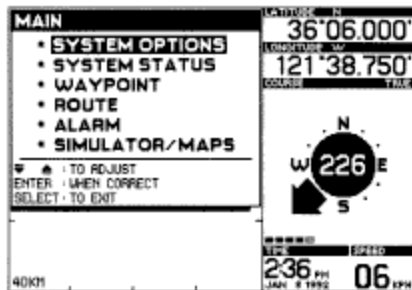 MAIN
• SYSTEM OPTIONS
• SYSTEM STATUS
• WAYPOINT
• ROUTE
• ALARM
• SIMULATOR/MAPS
: TO ADJUST
ENTER : WHEN CORRECT
SELECT : TO EXIT
40KM
LATITUDE N
36°06.000'
LONGITUDE W
121°38.750'
COURSE TRUE
N
W 226 E
S
TIME SPEED
2:36 PM 06 KPH
JAN 8 1992